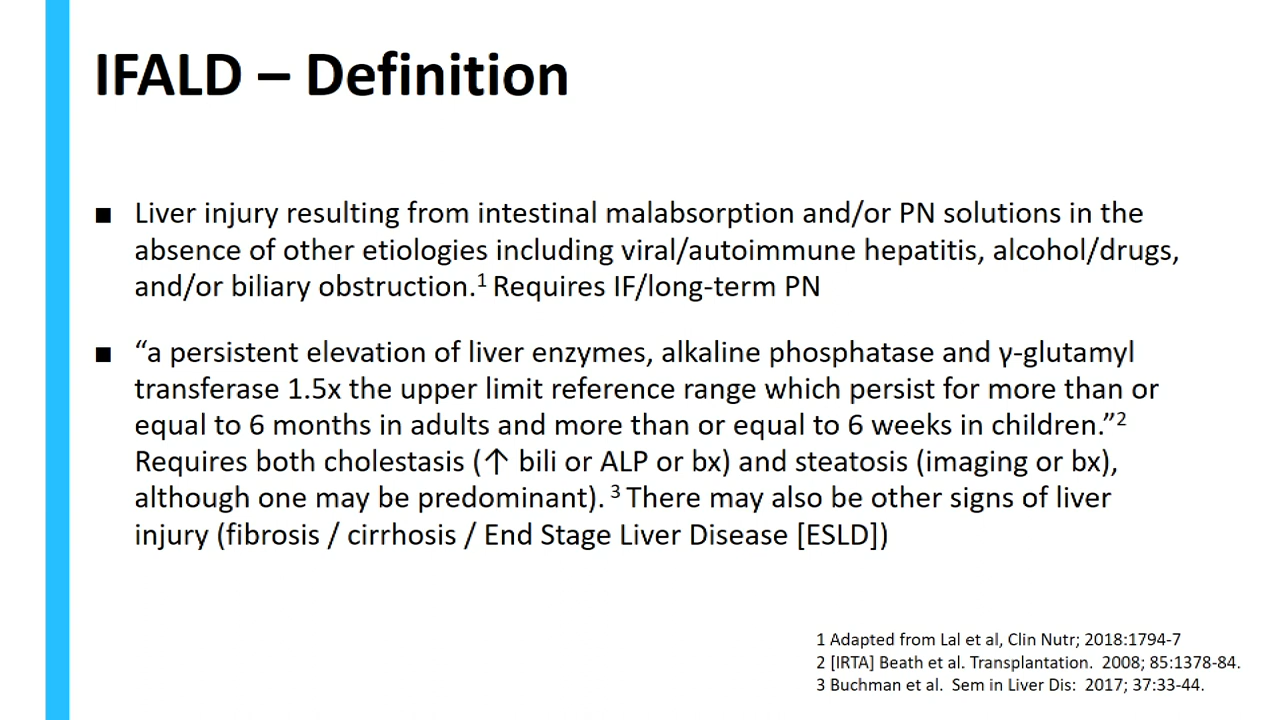 IFALD – Definition
■ Liver injury resulting from intestinal malabsorption and/or PN solutions in the
absence of other etiologies including viral/autoimmune hepatitis, alcohol/drugs,
and/or biliary obstruction.¹ Requires IF/long-term PN
■ “a persistent elevation of liver enzymes, alkaline phosphatase and γ-glutamyl
transferase 1.5x the upper limit reference range which persist for more than or
equal to 6 months in adults and more than or equal to 6 weeks in children.”²
Requires both cholestasis (↑ bili or ALP or bx) and steatosis (imaging or bx),
although one may be predominant). ³ There may also be other signs of liver
injury (fibrosis / cirrhosis / End Stage Liver Disease [ESLD])
1 Adapted from Lal et al, Clin Nutr; 2018:1794-7
2 [IRTA] Beath et al. Transplantation. 2008; 85:1378-84.
3 Buchman et al. Sem in Liver Dis: 2017; 37:33-44.